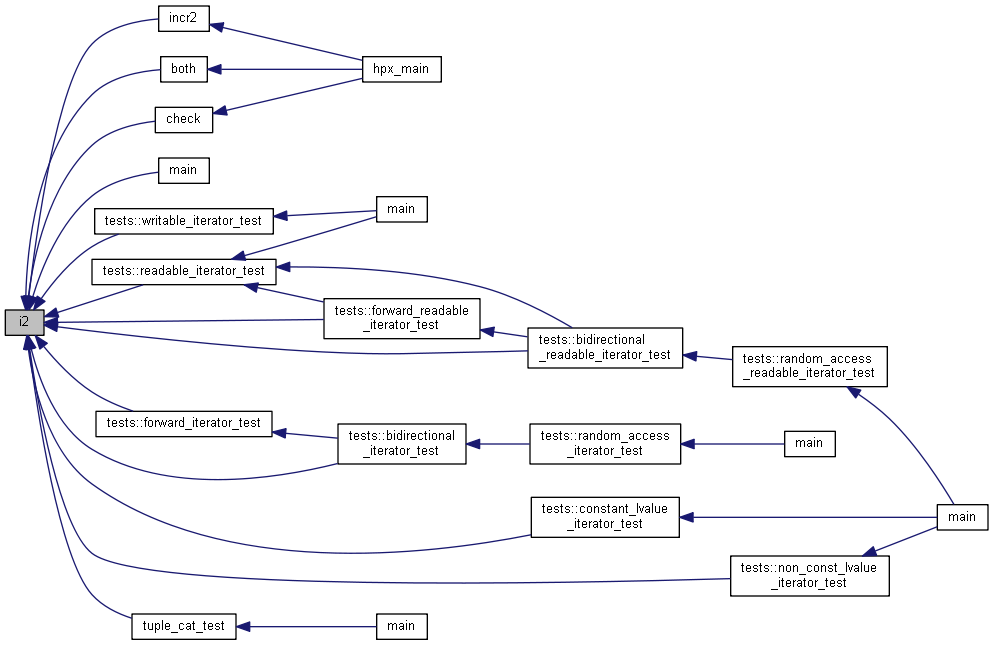 incr2
both
hpx_main
check
main
main
tests::writable_iterator_test
tests::readable_iterator_test
tests::forward_readable
_iterator_test
i2
tests::bidirectional
_readable_iterator_test
tests::random_access
_readable_iterator_test
tests::forward_iterator_test
tests::bidirectional
_iterator_test
tests::random_access
_iterator_test
main
tests::constant_lvalue
_iterator_test
main
tests::non_const_lvalue
_iterator_test
tuple_cat_test
main